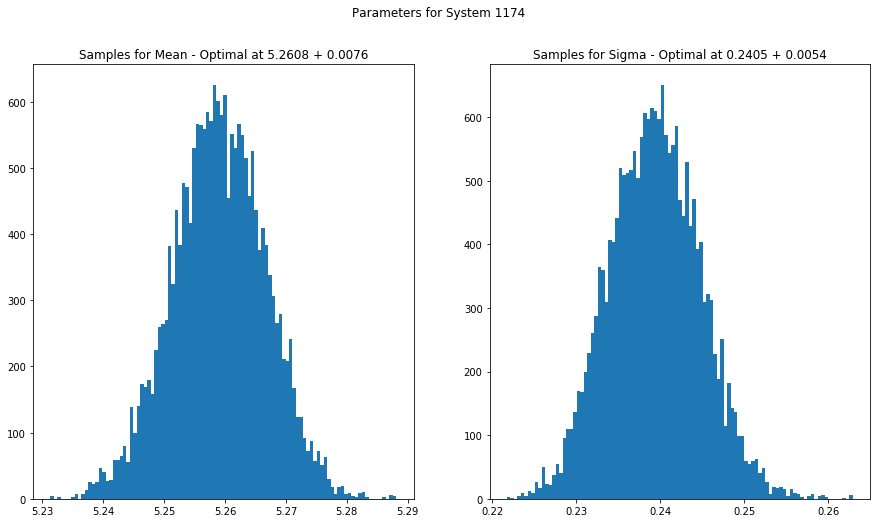 Parameters for System 1174
Samples for Mean - Optimal at 5.2608 + 0.0076
Samples for Sigma - Optimal at 0.2405 + 0.0054
600
500
400
300
200
100
0
5.23 5.24 5.25 5.26 5.27 5.28 5.29
600
500
400
300
200
100
0
0.22 0.23 0.24 0.25 0.26